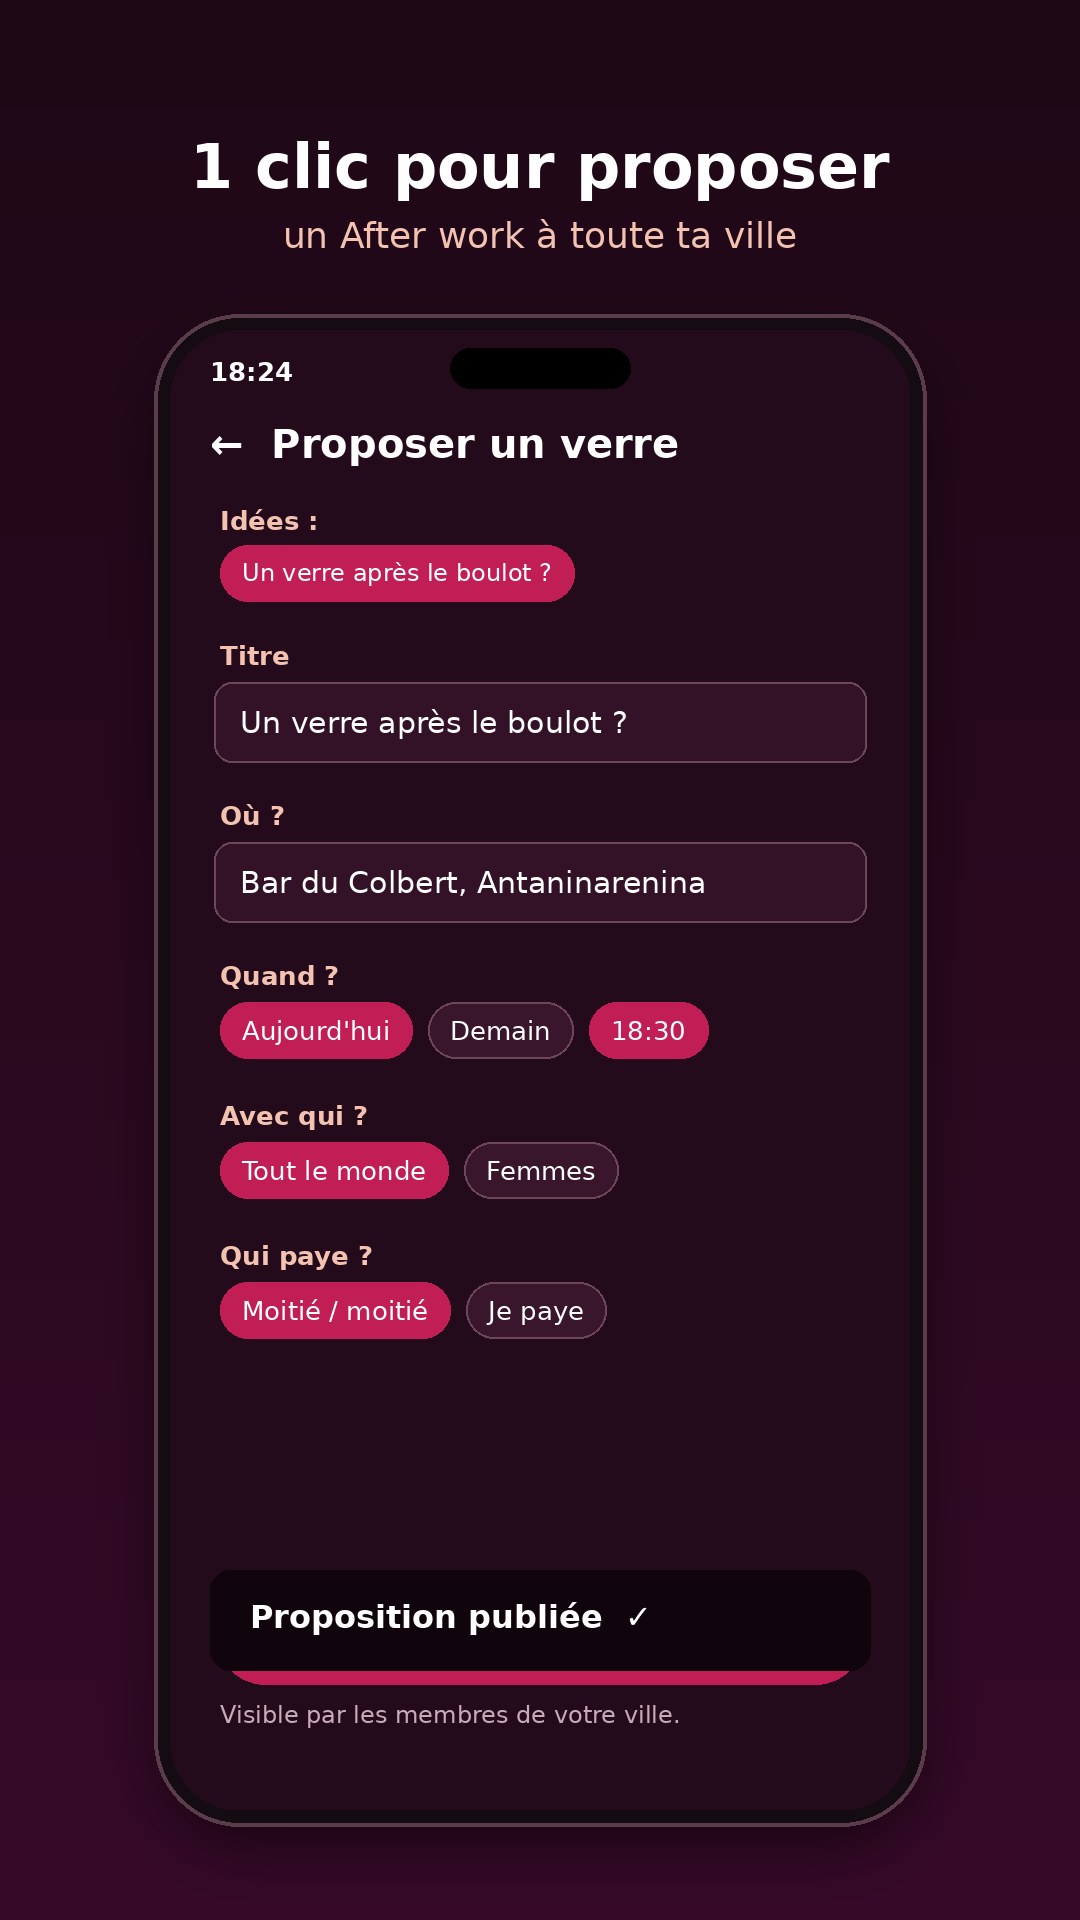 1 clic pour proposer
un After work à toute ta ville
18:24
← Proposer un verre
Idées :
Un verre après le boulot ?
Titre
Un verre après le boulot ?
Où ?
Bar du Colbert, Antaninarenina
Quand ?
Aujourd'hui Demain 18:30
Avec qui ?
Tout le monde Femmes
Qui paye ?
Moitié / moitié Je paye
Proposition publiée ✓
Visible par les membres de votre ville.